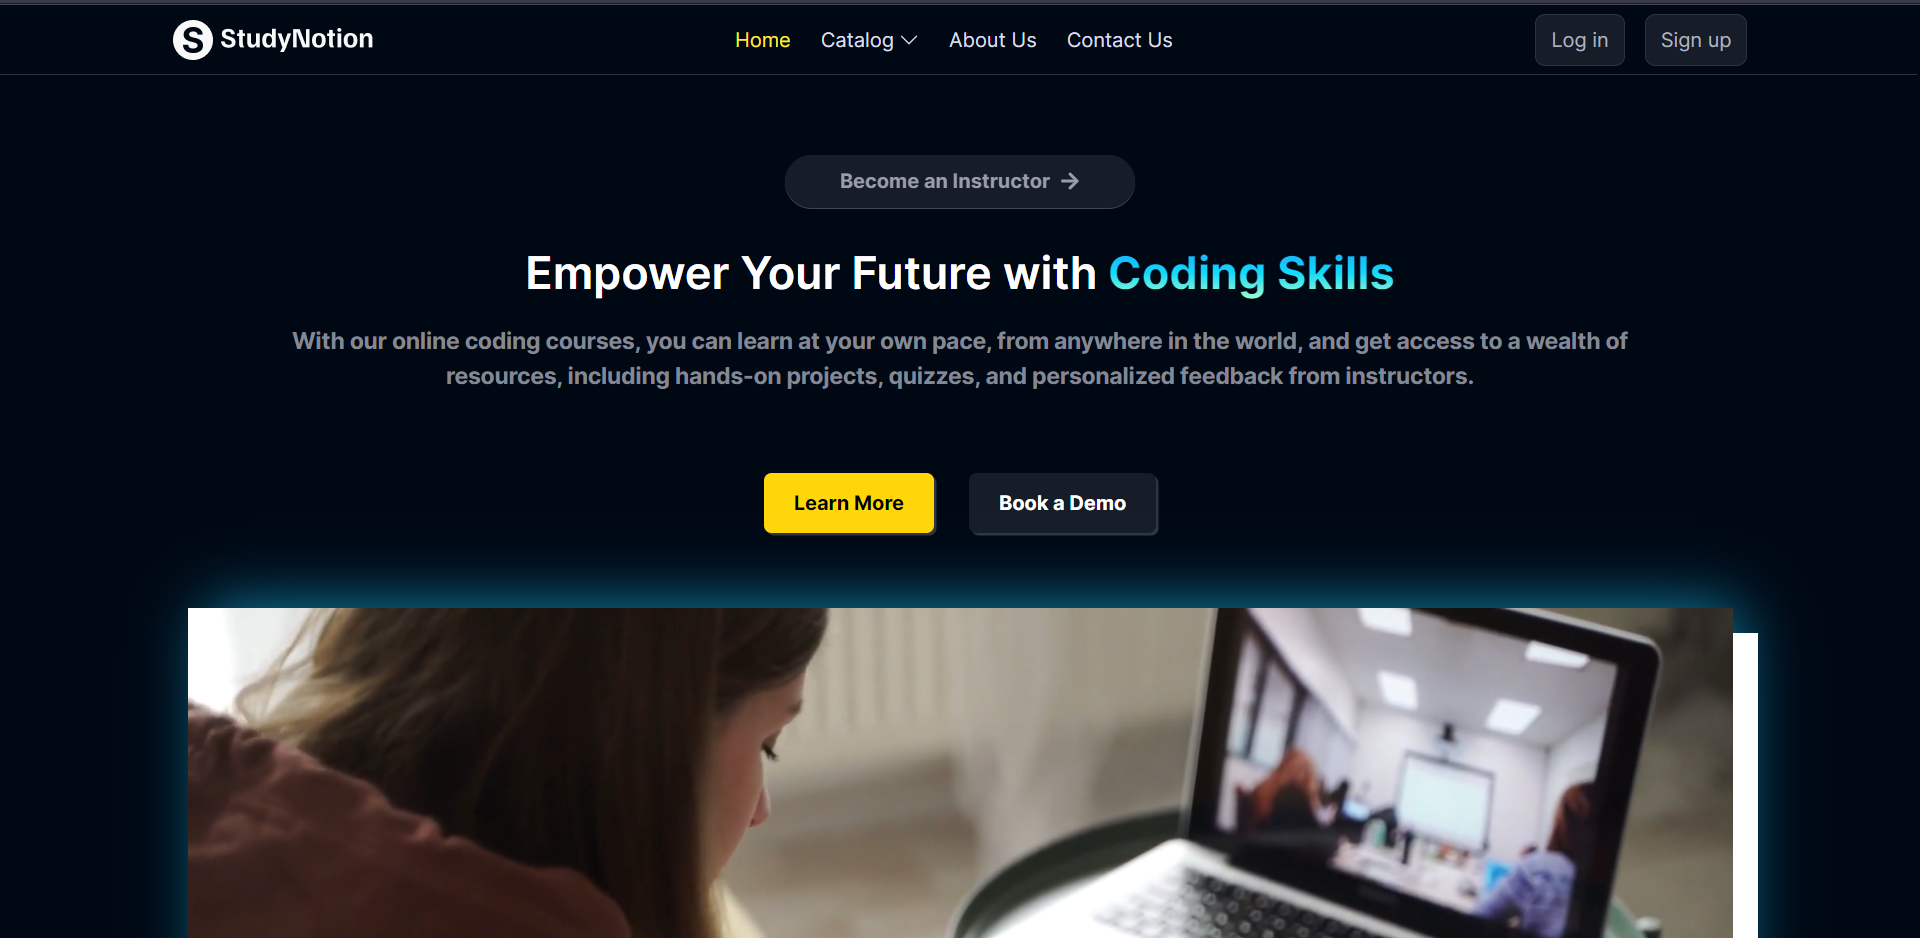 S StudyNotion
Home Catalog About Us Contact Us
Log in Sign up
Become an Instructor →
Empower Your Future with Coding Skills
With our online coding courses, you can learn at your own pace, from anywhere in the world, and get access to a wealth of
resources, including hands-on projects, quizzes, and personalized feedback from instructors.
Learn More Book a Demo